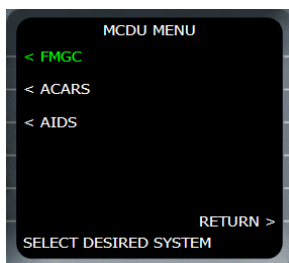 MCDU MENU
< FMGC
< ACARS
< AIDS
RETURN >
SELECT DESIRED SYSTEM